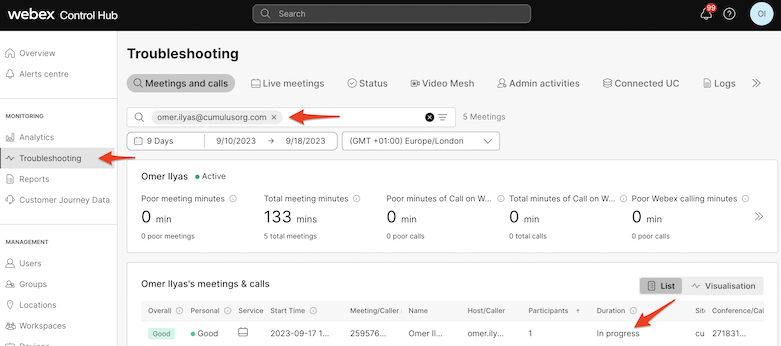 webex Control Hub
Search
99
OI
Overview
Alerts centre
MONITORING
Analytics
Troubleshooting
Reports
Customer Journey Data
MANAGEMENT
Users
Groups
Locations
Workspaces
Devices
Troubleshooting
Meetings and calls Live meetings Status Video Mesh Admin activities Connected UC Logs
omer.ilyas@cumulusorg.com × 5 Meetings
9 Days 9/10/2023 → 9/18/2023 (GMT +01:00) Europe/London
Omer Ilyas Active
Poor meeting minutes Total meeting minutes Poor minutes of Call on W... Total minutes of Call on W... Poor Webex calling minutes
0 min 133 mins 0 min 0 min 0 min
0 poor meetings 5 total meetings 0 poor calls 0 total calls 0 poor calls
Omer Ilyas's meetings & calls List Visualisation
Overall Personal Service Start Time Meeting/Caller Name Host/Caller Participants ↑ Duration Sit Conference/Cal
Good Good 2023-09-17 1... 259576... Omer Il... omer.ily... 1 In progress cu 271831...